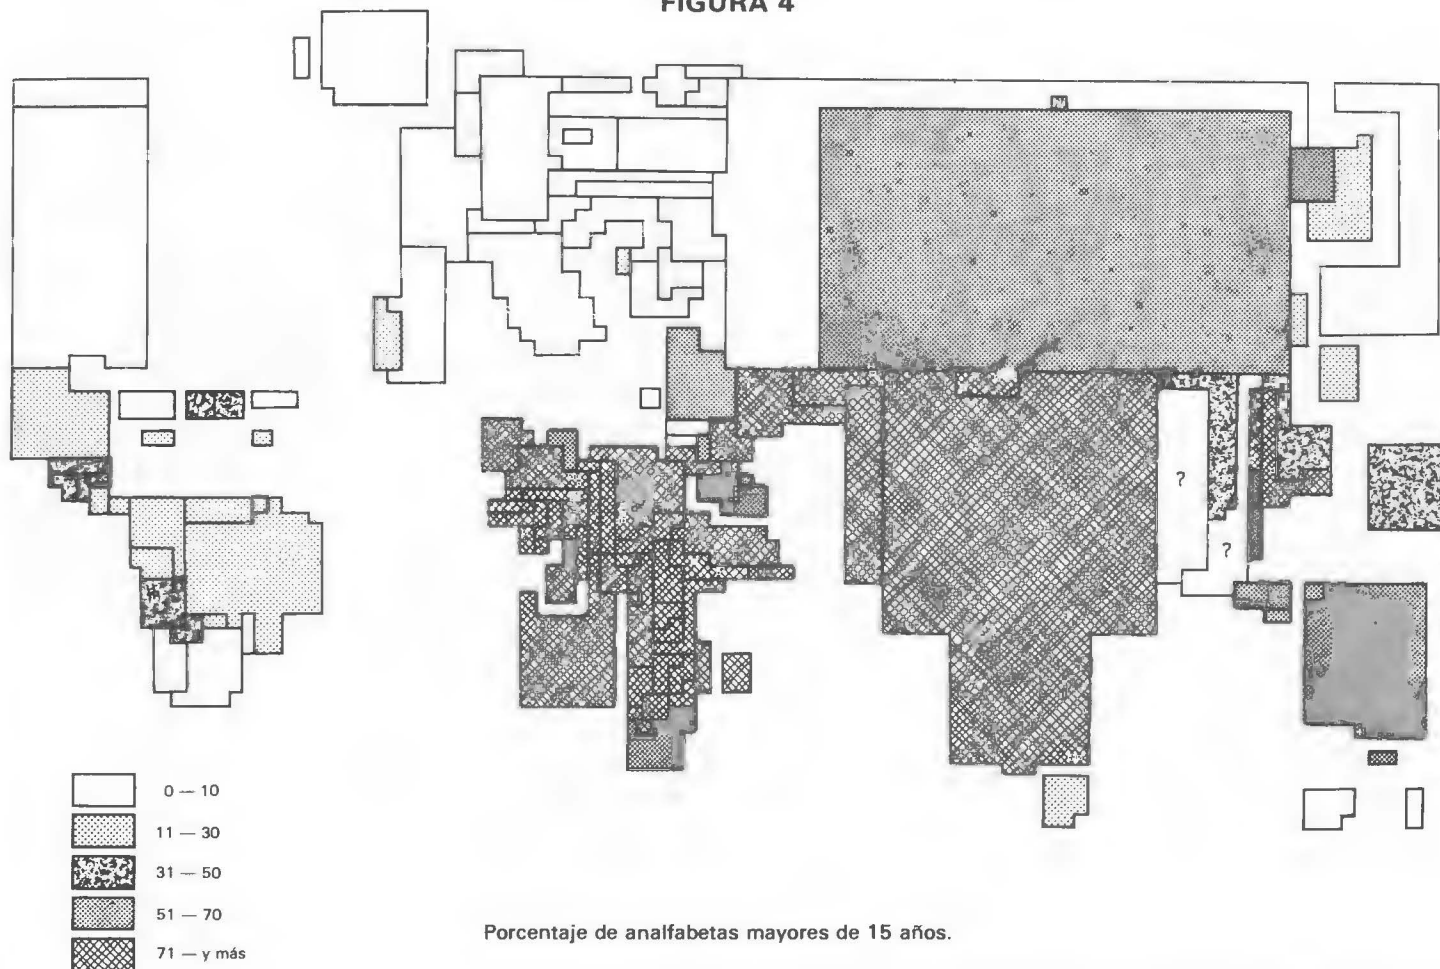 FIGURA 4
?
?
0 — 10
11 — 30
31 — 50
51 — 70
71 — y más
Porcentaje de analfabetas mayores de 15 años.